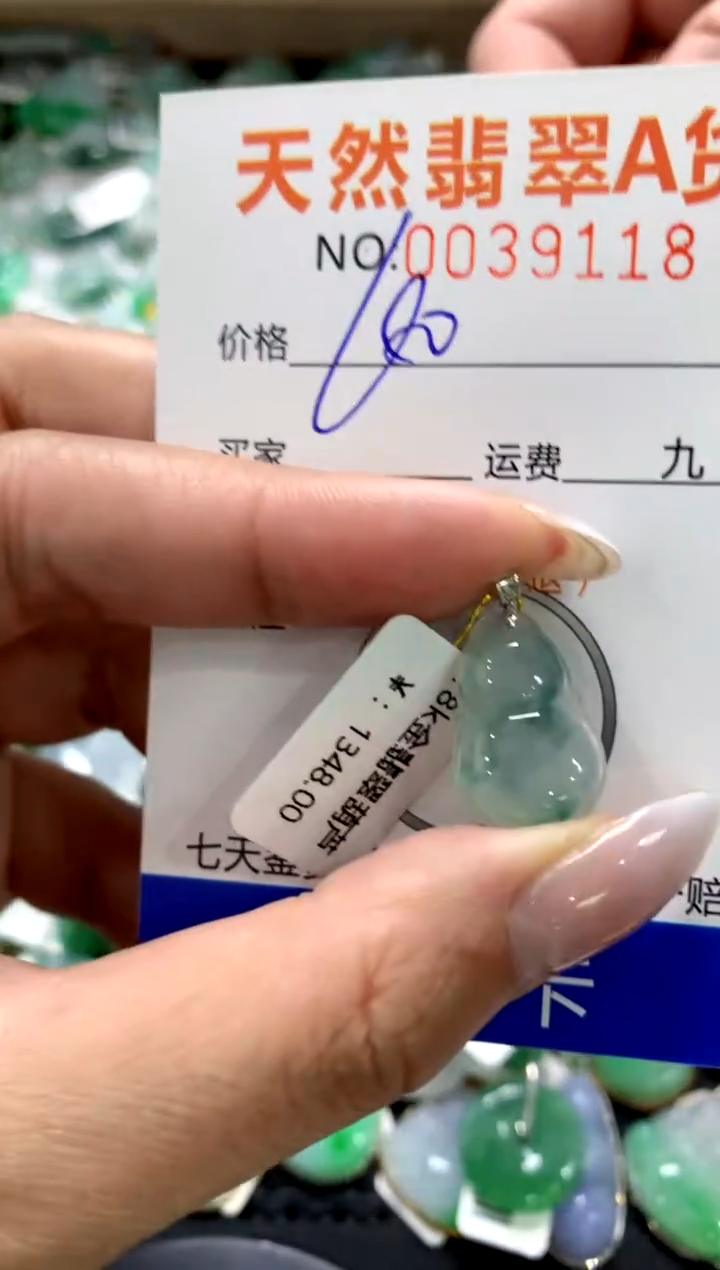 天然翡翠A货
NO:0039118
价格
买家 运费 九
¥: 1348.00
18K金翡翠葫芦
七天
赔